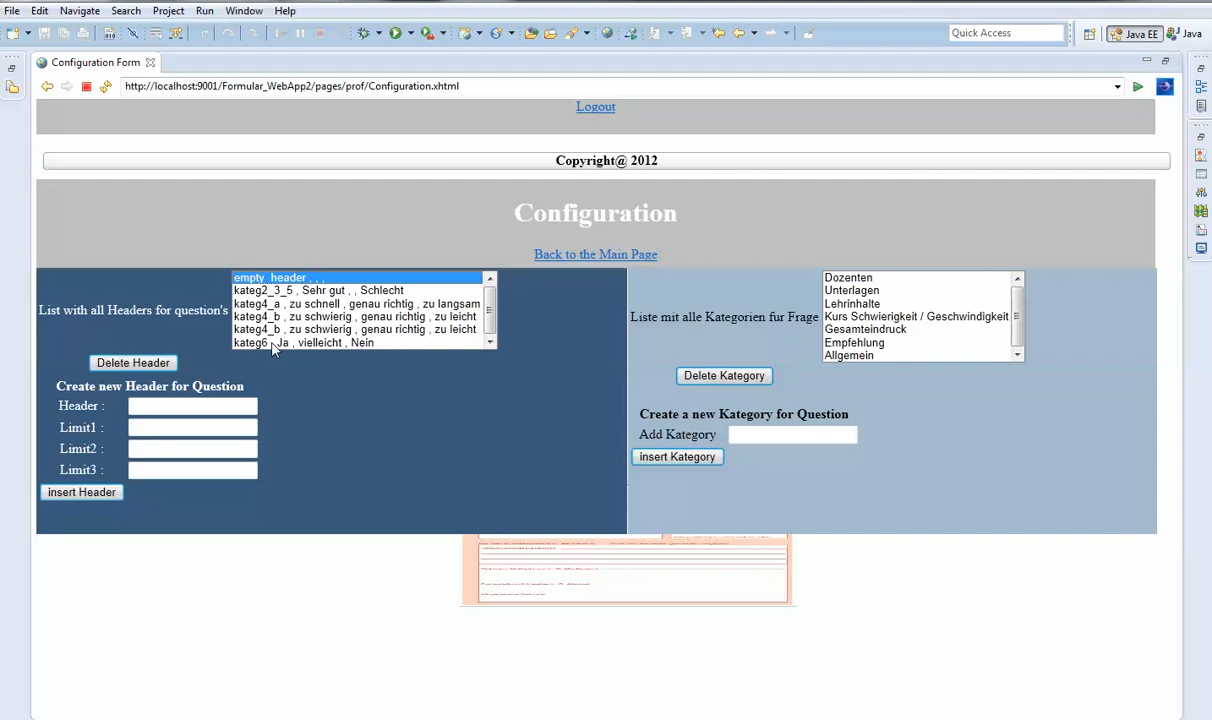 File Edit Navigate Search Project Run Window Help
Quick Access
Java EE
Java
Configuration Form
http://localhost:9001/Formular_WebApp2/pages/prof/Configuration.xhtml
Logout
Copyright@ 2012
Configuration
Back to the Main Page
List with all Headers for question's
empty_header , , ,
kateg2_3_5 , Sehr gut , , Schlecht
kateg4_a , zu schnell , genau richtig , zu langsam
kateg4_b , zu schwierig , genau richtig , zu leicht
kateg4_b , zu schwierig , genau richtig , zu leicht
kateg6 , Ja , vielleicht , Nein
Delete Header
Create new Header for Question
Header :
Limit1 :
Limit2 :
Limit3 :
insert Header
Liste mit alle Kategorien fur Frage
Dozenten
Unterlagen
Lehrinhalte
Kurs Schwierigkeit / Geschwindigkeit
Gesamteindruck
Empfehlung
Allgemein
Delete Kategory
Create a new Kategory for Question
Add Kategory
insert Kategory